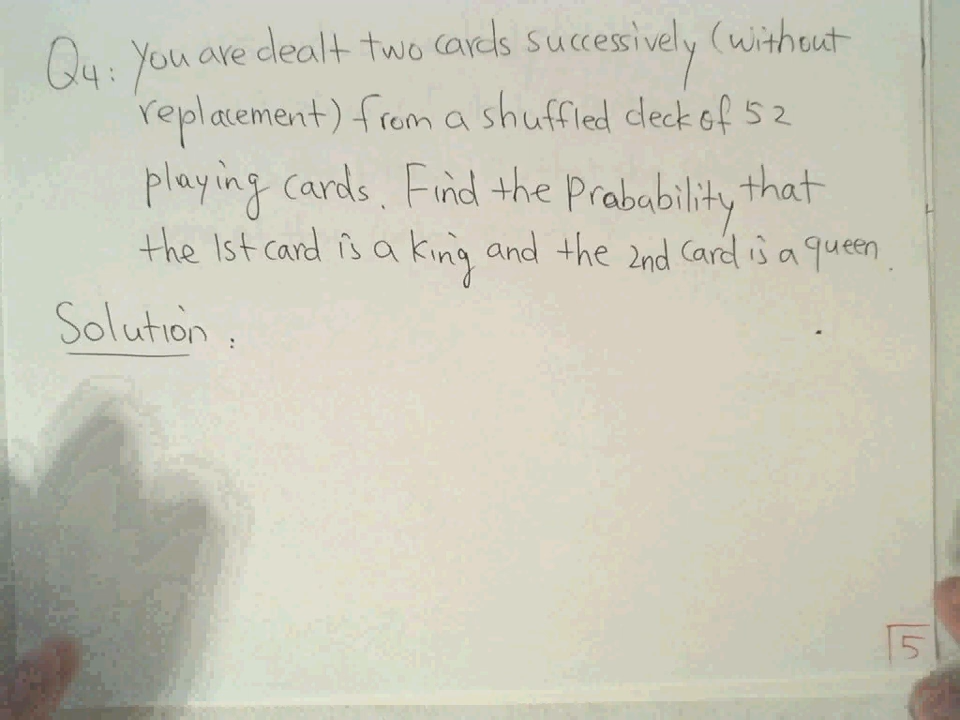 Q4: You are dealt two cards successively (without
replacement) from a shuffled deck of 52
playing cards. Find the Prabability that
the 1st card is a king and the 2nd card is a queen.
Solution:
5